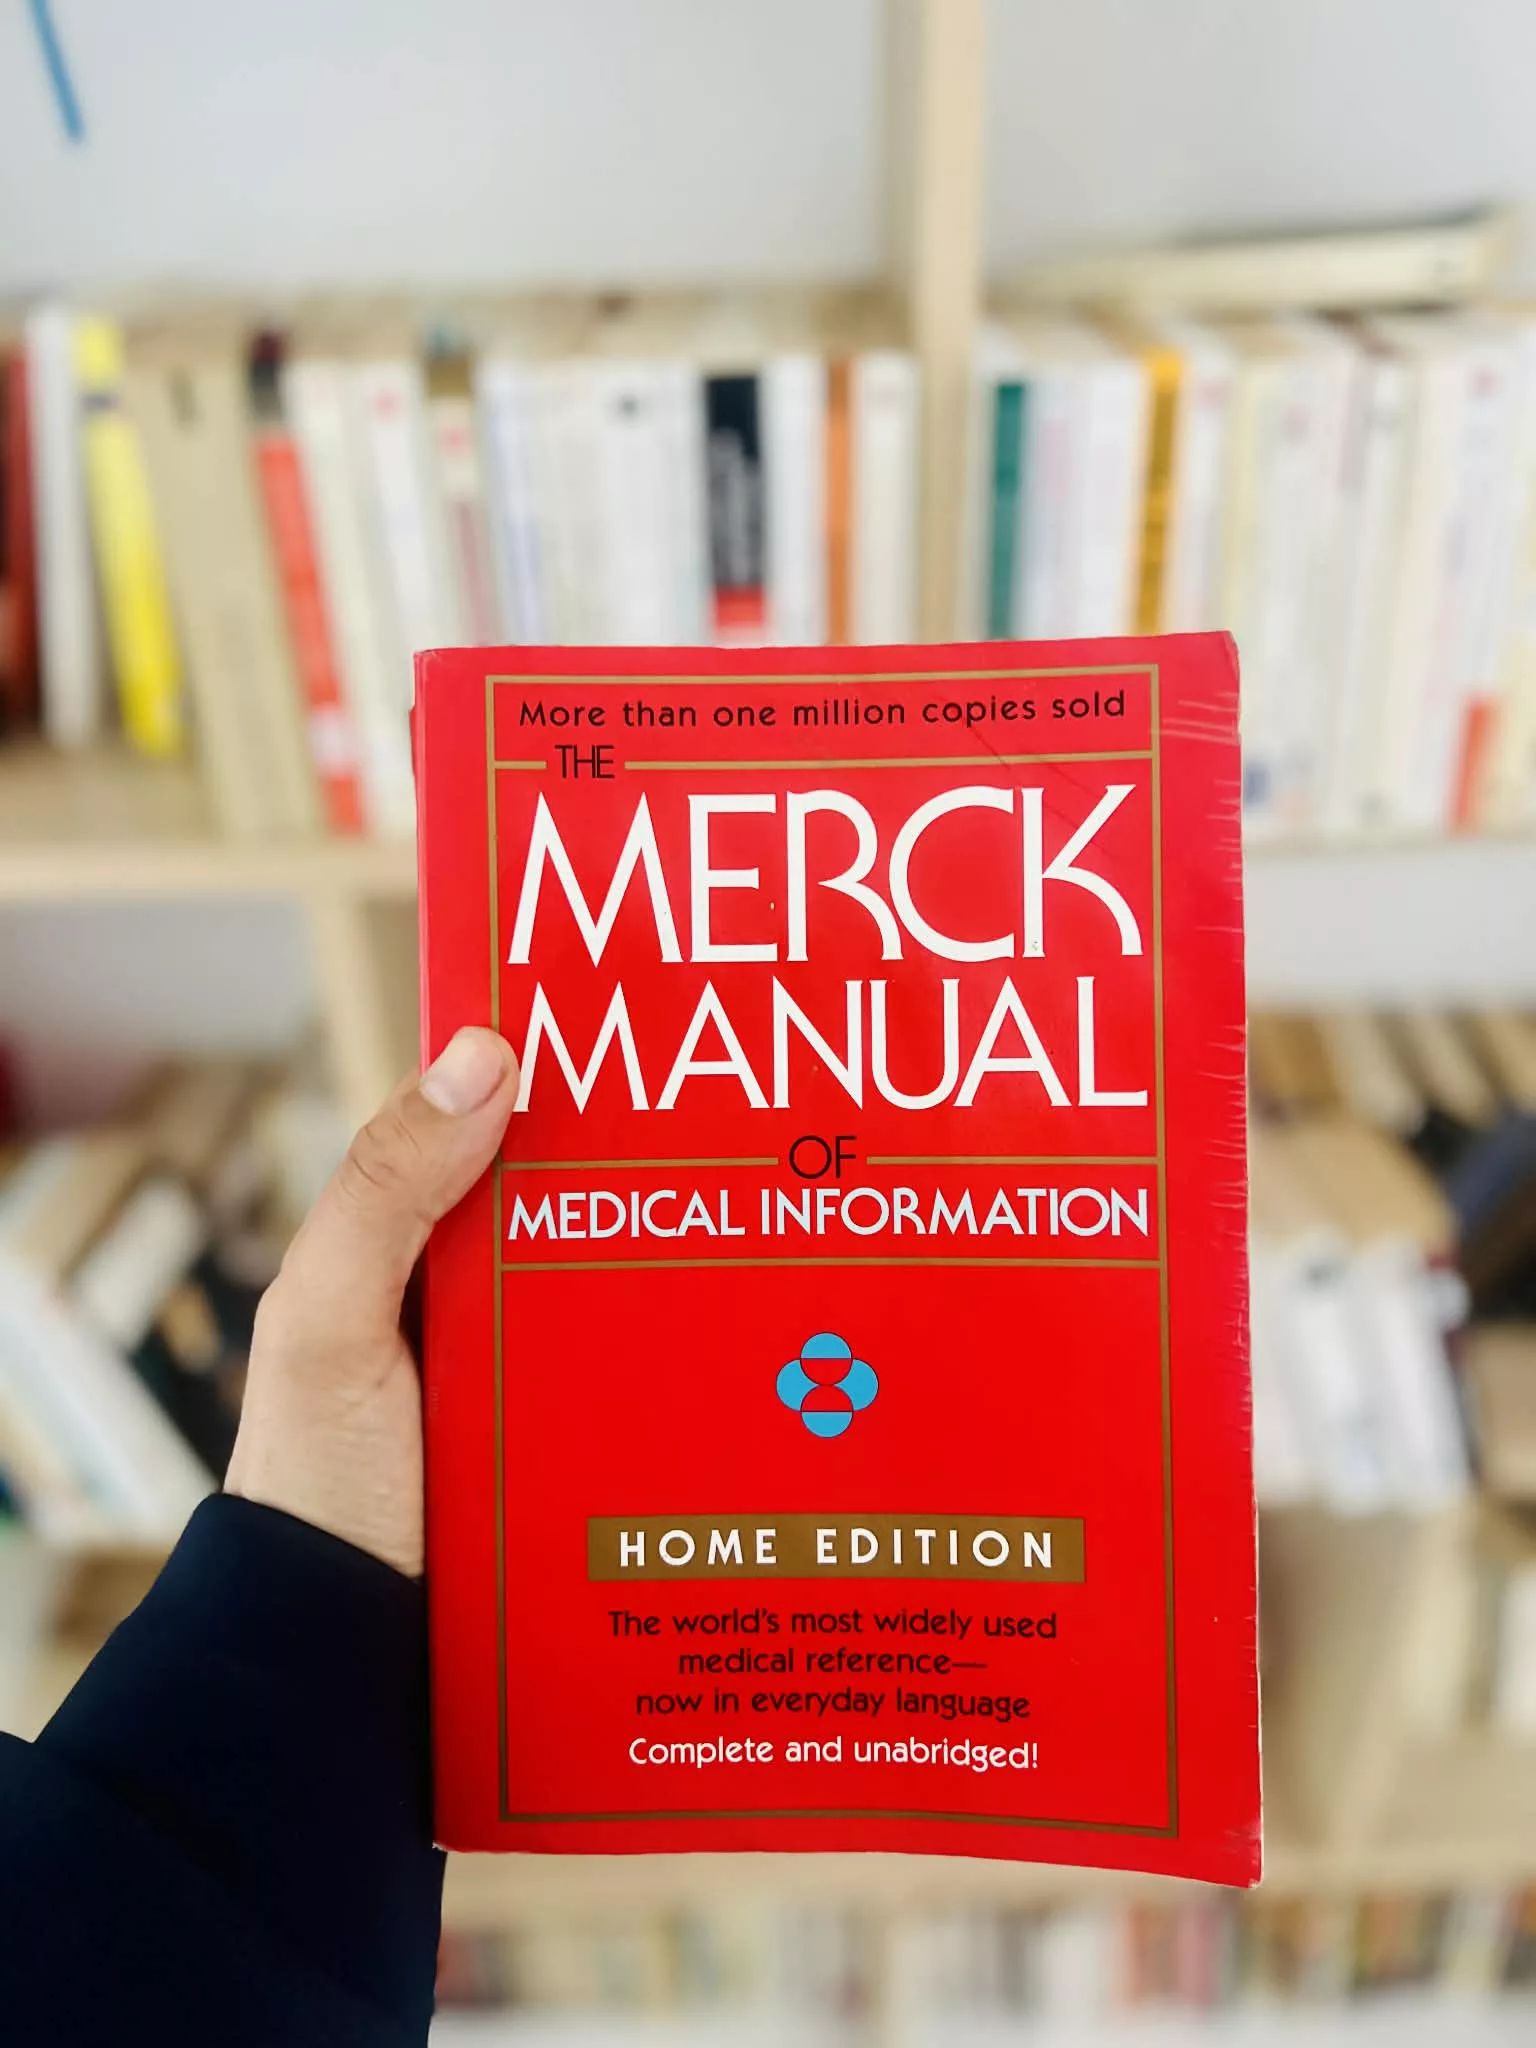 More than one million copies sold
THE
MERCK
MANUAL
OF
MEDICAL INFORMATION
HOME EDITION
The world's most widely used
medical reference—
now in everyday language
Complete and unabridged!